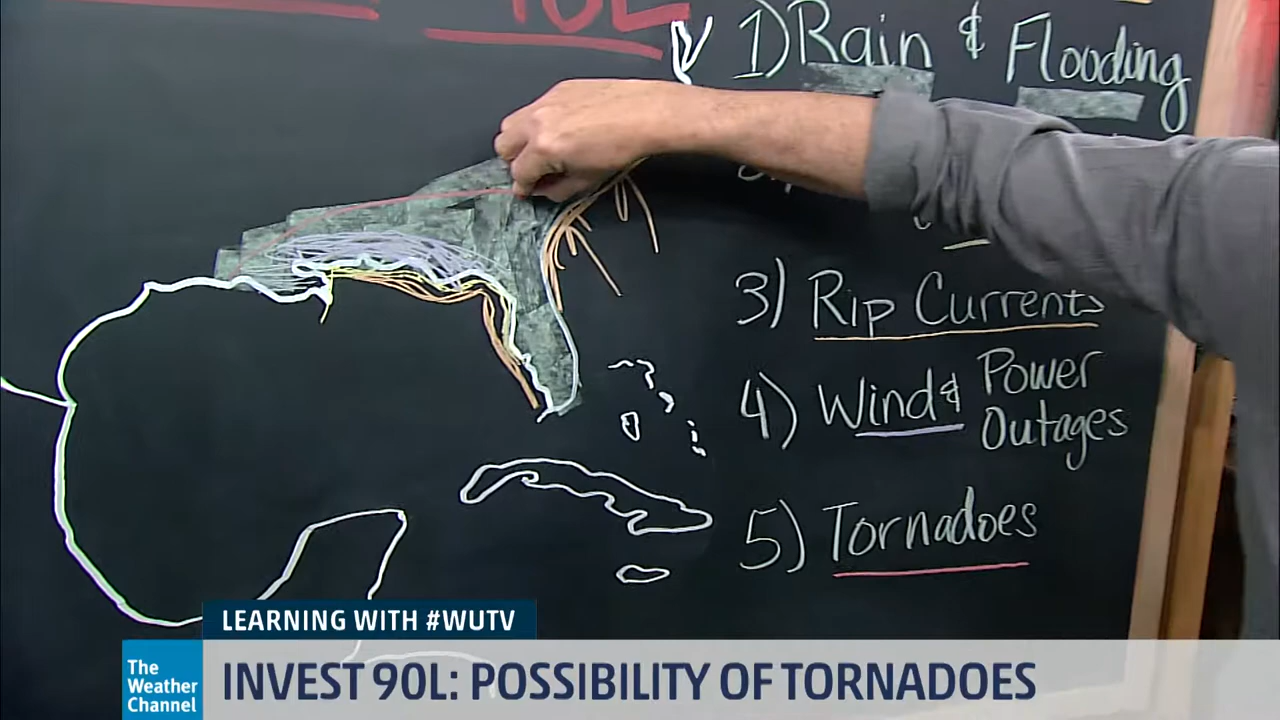 90L
1) Rain & Flooding
3) Rip Currents
4) Wind & Power
Outages
5) Tornadoes
LEARNING WITH #WUTV
The
Weather
Channel
INVEST 90L: POSSIBILITY OF TORNADOES